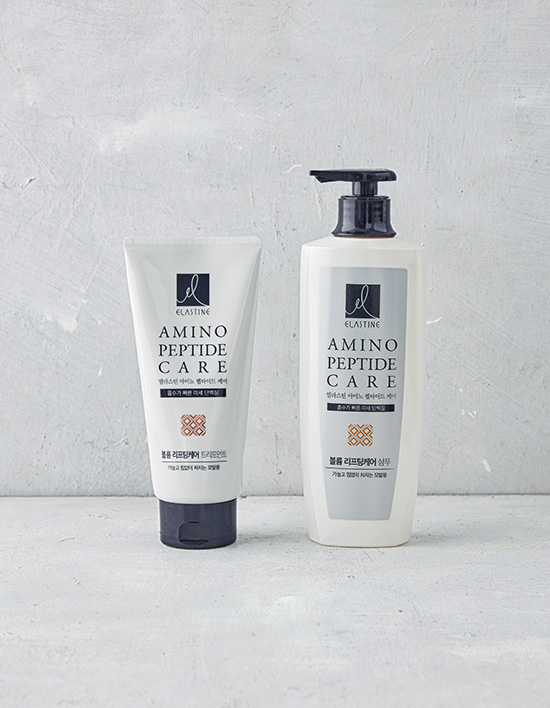 el
ELASTINE
AMINO
PEPTIDE
CARE
엘라스틴 아미노 펩타이드 케어
흡수가 빠른 미세 단백질
볼륨 리프팅케어 트리트먼트
가늘고 힘없이 처지는 모발용
el
ELASTINE
AMINO
PEPTIDE
CARE
엘라스틴 아미노 펩타이드 케어
흡수가 빠른 미세 단백질
볼륨 리프팅케어 샴푸
가늘고 힘없이 처지는 모발용